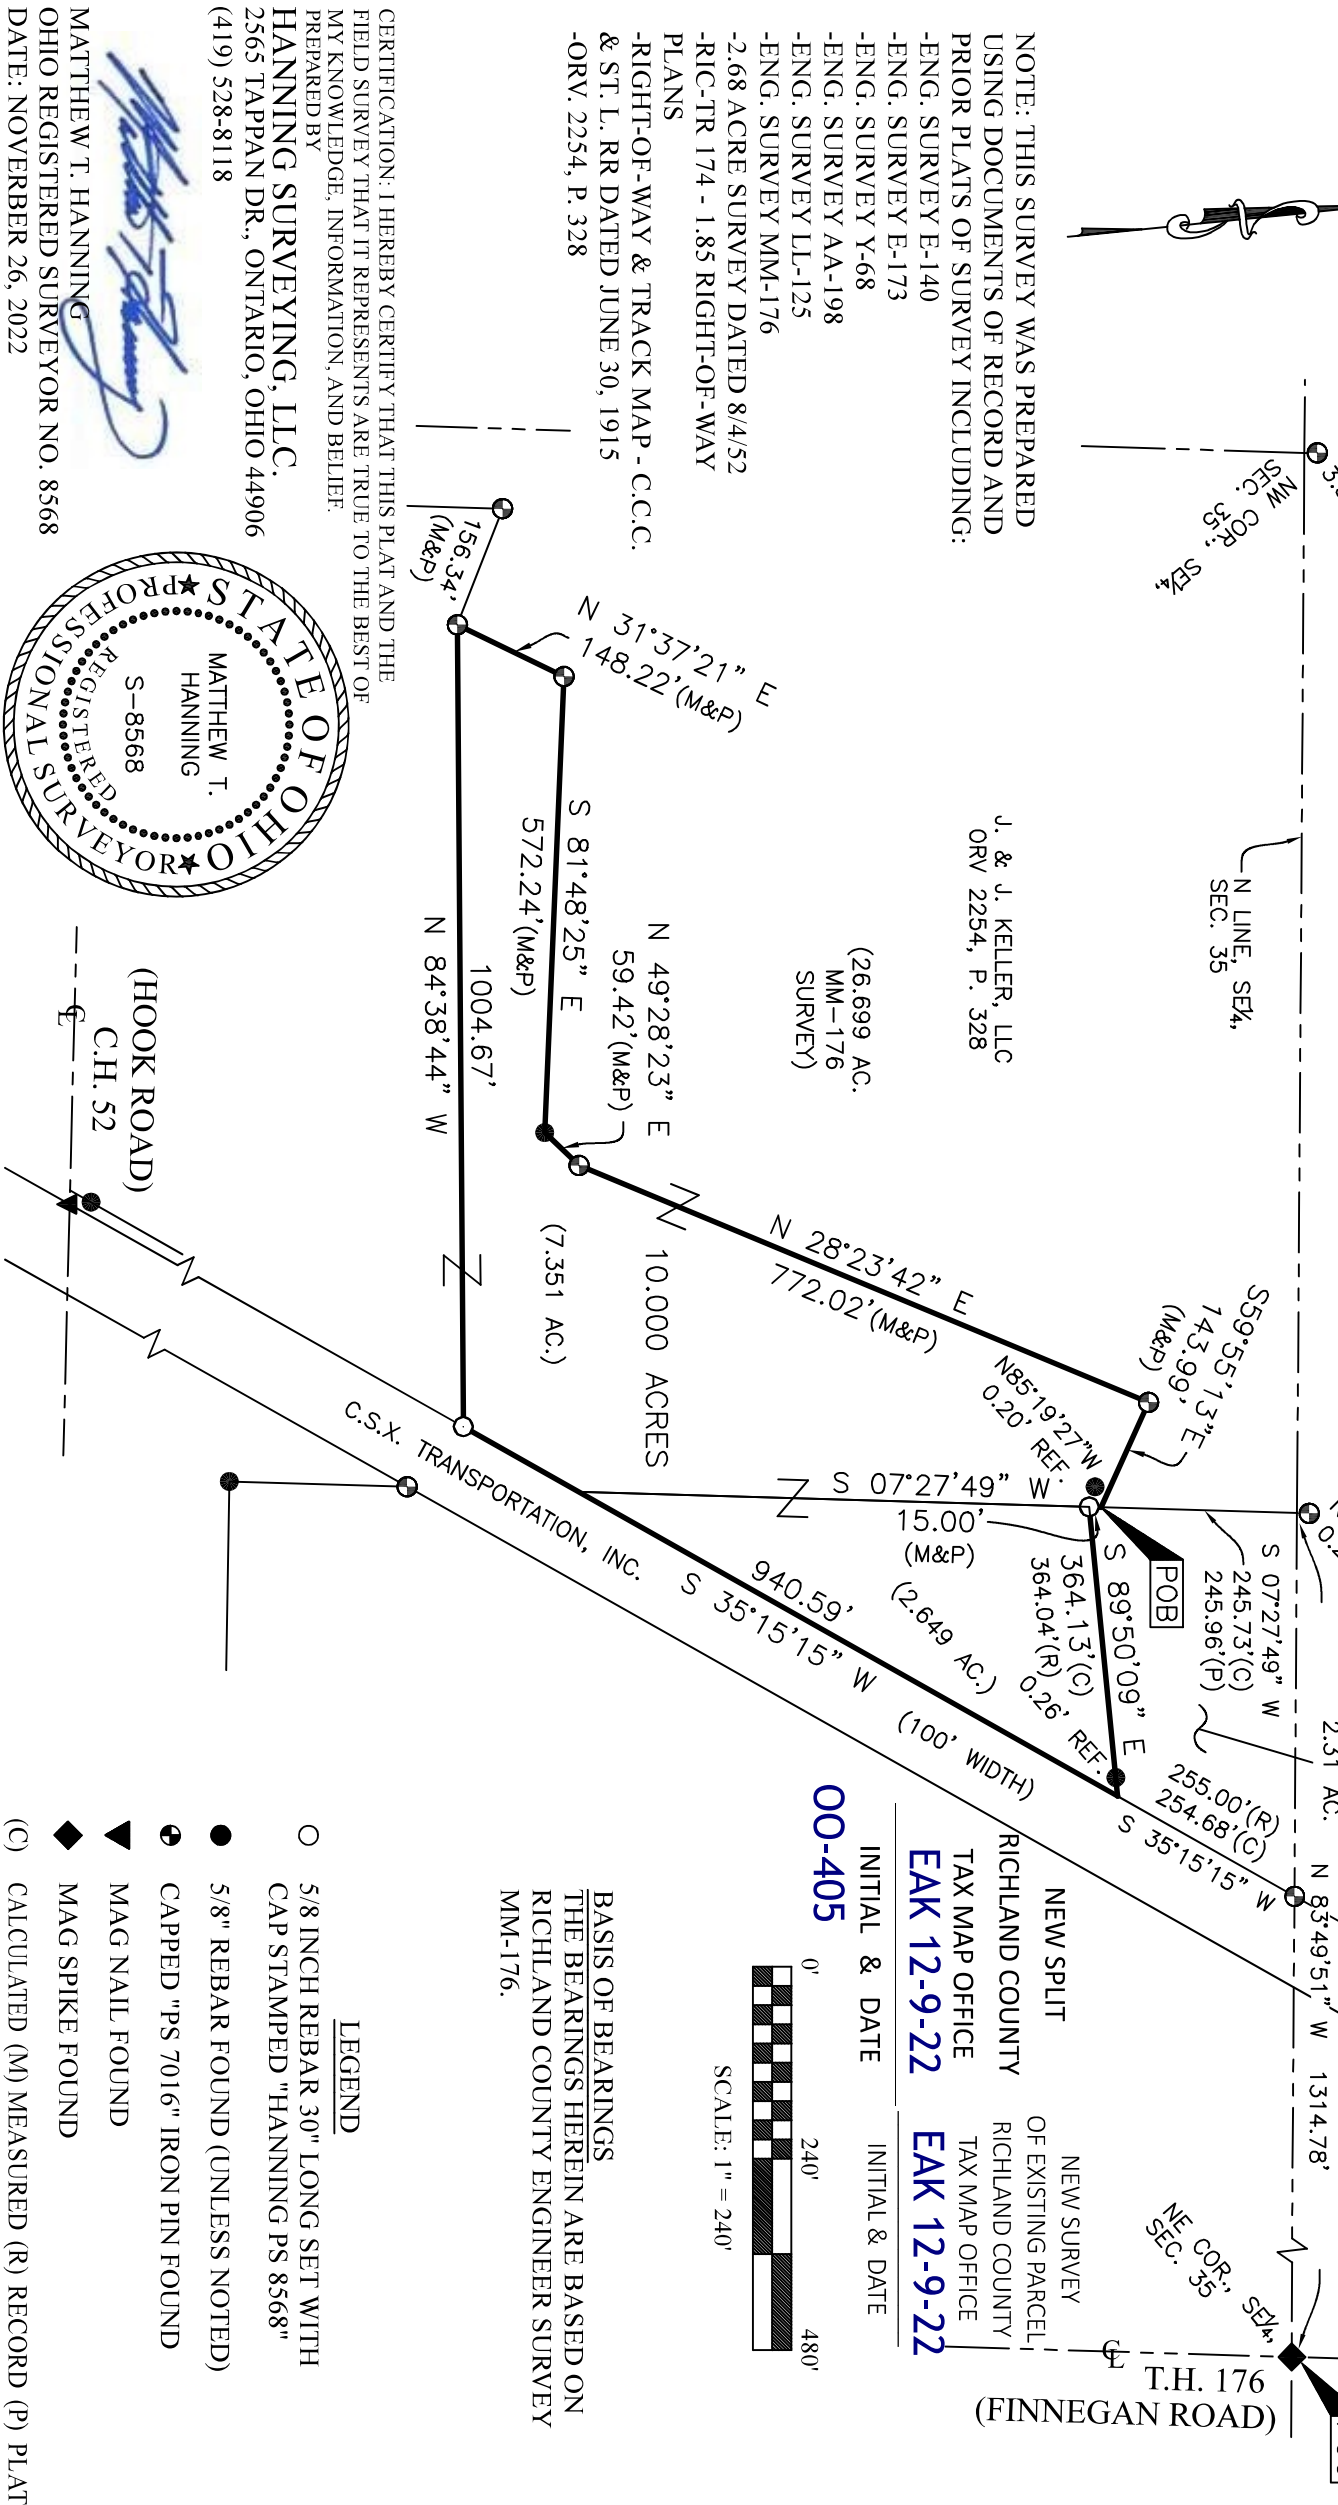 NOTE: THIS SURVEY WAS PREPARED
USING DOCUMENTS OF RECORD AND
PRIOR PLATS OF SURVEY INCLUDING:
-ENG. SURVEY E-140
-ENG. SURVEY E-173
-ENG. SURVEY Y-68
-ENG. SURVEY AA-198
-ENG. SURVEY LL-125
-ENG. SURVEY MM-176
-2.68 ACRE SURVEY DATED 8/4/52
-RIC-TR 174 - 1.85 RIGHT-OF-WAY
PLANS
-RIGHT-OF-WAY & TRACK MAP - C.C.C.
& ST. L. RR DATED JUNE 30, 1915
-ORV. 2254, P. 328
CERTIFICATION: I HEREBY CERTIFY THAT THIS PLAT AND THE
FIELD SURVEY THAT IT REPRESENTS ARE TRUE TO THE BEST OF
MY KNOWLEDGE, INFORMATION, AND BELIEF.
PREPARED BY
HANNING SURVEYING, LLC.
2565 TAPPAN DR., ONTARIO, OHIO 44906
(419) 528-8118
MATTHEW T. HANNING
OHIO REGISTERED SURVEYOR NO. 8568
DATE: NOVERBER 26, 2022
STATE OF OHIO
MATTHEW T.
HANNING
S-8568
REGISTERED
PROFESSIONAL SURVEYOR
NW COR., SE¼,
SEC. 35
N LINE, SE¼,
SEC. 35
J. & J. KELLER, LLC
ORV 2254, P. 328
(26.699 AC.
MM-176
SURVEY)
156.34'
(M&P)
N 31°37'21" E
148.22'(M&P)
S 81°48'25" E
572.24'(M&P)
N 49°28'23" E
59.42'(M&P)
1004.67'
N 84°38'44" W
N 28°23'42" E
772.02'(M&P)
S59°55'13"E
143.99'
(M&P)
N85°19'27"W
0.20' REF.
10.000 ACRES
(7.351 AC.)
S 07°27'49" W
15.00'
(M&P)
POB
S 07°27'49" W
245.73'(C)
245.96'(P)
S 89°50'09" E
364.13'(C)
364.04'(R)
0.26' REF.
(2.649 AC.)
940.59'
S 35°15'15" W
C.S.X. TRANSPORTATION, INC.
(100' WIDTH)
2.31 AC.
255.00'(R)
254.68'(C)
S 35°15'15" W
N 83°49'51" W 1314.78'
NE COR., SE¼,
SEC. 35
T.H. 176
(FINNEGAN ROAD)
℄
(HOOK ROAD)
C.H. 52
℄
NEW SPLIT
RICHLAND COUNTY
TAX MAP OFFICE
EAK 12-9-22
INITIAL & DATE
OO-405
NEW SURVEY
OF EXISTING PARCEL
RICHLAND COUNTY
TAX MAP OFFICE
EAK 12-9-22
INITIAL & DATE
0' 240' 480'
SCALE: 1" = 240'
BASIS OF BEARINGS
THE BEARINGS HEREIN ARE BASED ON
RICHLAND COUNTY ENGINEER SURVEY
MM-176.
LEGEND
5/8 INCH REBAR 30" LONG SET WITH
CAP STAMPED "HANNING PS 8568"
5/8" REBAR FOUND (UNLESS NOTED)
CAPPED "PS 7016" IRON PIN FOUND
MAG NAIL FOUND
MAG SPIKE FOUND
(C) CALCULATED (M) MEASURED (R) RECORD (P) PLAT